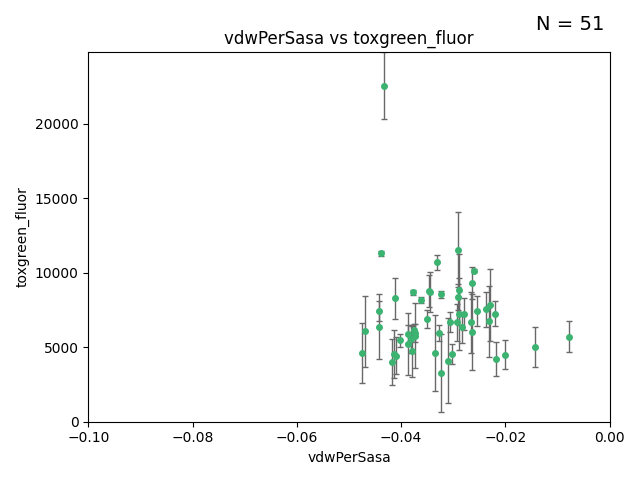 N = 51
vdwPerSasa vs toxgreen_fluor
20000
15000
10000
5000
0
toxgreen_fluor
−0.10 −0.08 −0.06 −0.04 −0.02 0.00
vdwPerSasa